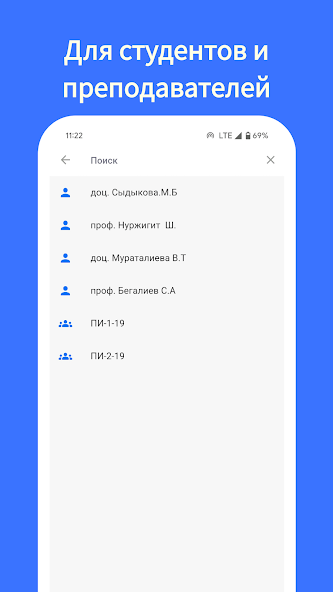 Для студентов и
преподавателей
11:22 LTE 69%
Поиск
доц. Сыдыкова.М.Б
проф. Нуржигит Ш.
доц. Мураталиева В.Т
проф. Бегалиев С.А
ПИ-1-19
ПИ-2-19